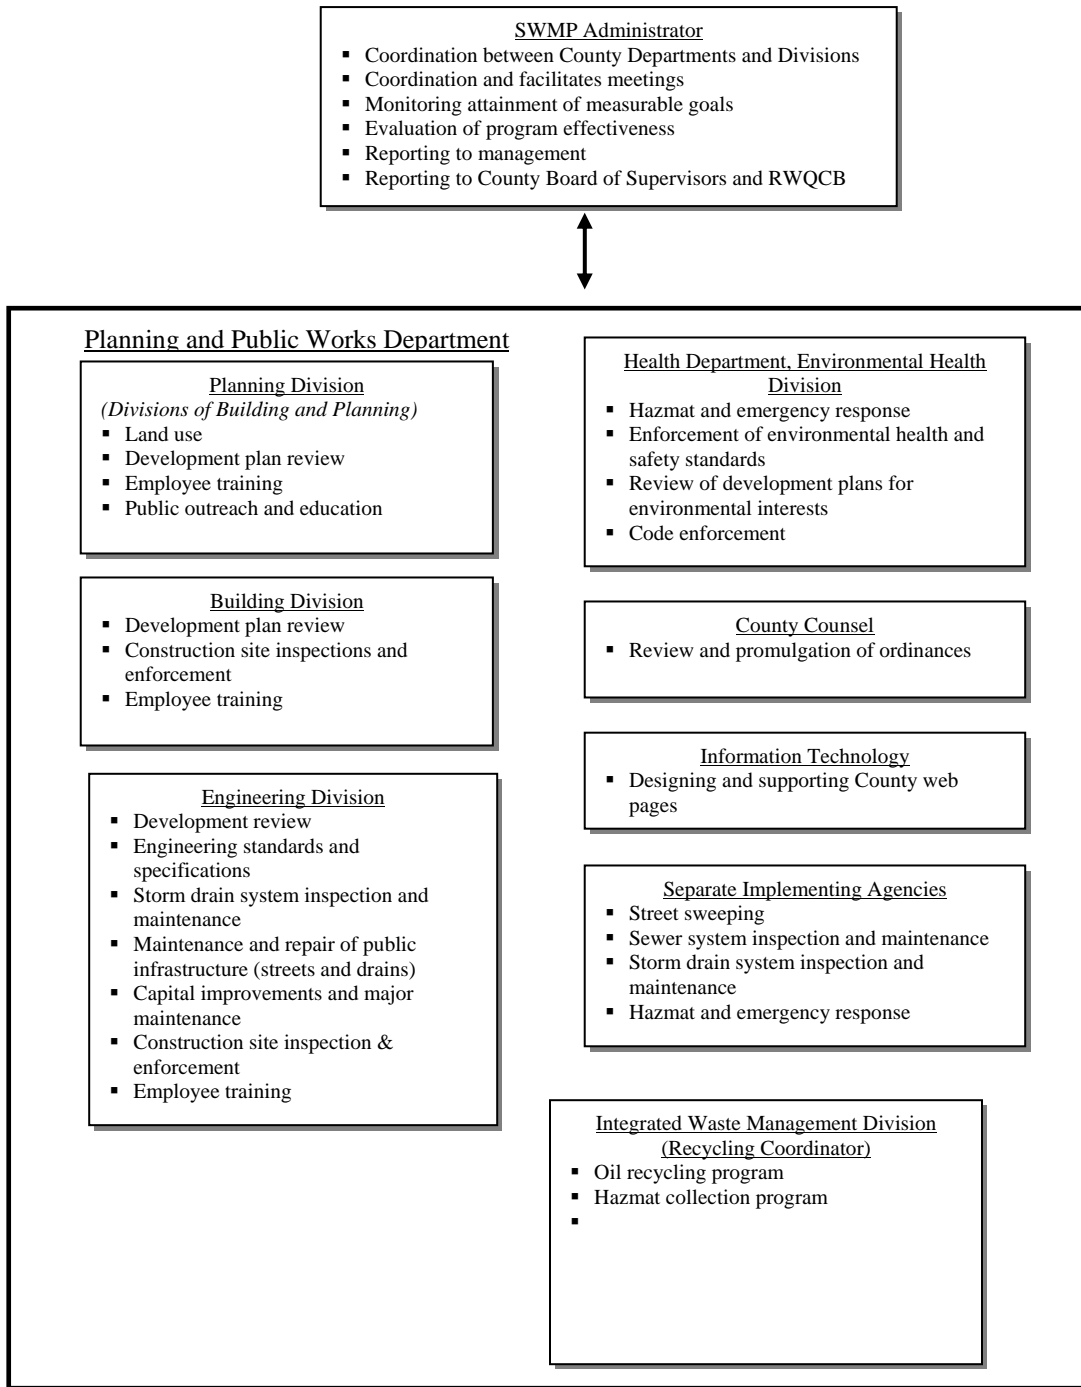 SWMP Administrator
▪ Coordination between County Departments and Divisions
▪ Coordination and facilitates meetings
▪ Monitoring attainment of measurable goals
▪ Evaluation of program effectiveness
▪ Reporting to management
▪ Reporting to County Board of Supervisors and RWQCB
Planning and Public Works Department
Planning Division
(Divisions of Building and Planning)
▪ Land use
▪ Development plan review
▪ Employee training
▪ Public outreach and education
Building Division
▪ Development plan review
▪ Construction site inspections and
enforcement
▪ Employee training
Engineering Division
▪ Development review
▪ Engineering standards and
specifications
▪ Storm drain system inspection and
maintenance
▪ Maintenance and repair of public
infrastructure (streets and drains)
▪ Capital improvements and major
maintenance
▪ Construction site inspection &
enforcement
▪ Employee training
Health Department, Environmental Health
Division
▪ Hazmat and emergency response
▪ Enforcement of environmental health and
safety standards
▪ Review of development plans for
environmental interests
▪ Code enforcement
County Counsel
▪ Review and promulgation of ordinances
Information Technology
▪ Designing and supporting County web
pages
Separate Implementing Agencies
▪ Street sweeping
▪ Sewer system inspection and maintenance
▪ Storm drain system inspection and
maintenance
▪ Hazmat and emergency response
Integrated Waste Management Division
(Recycling Coordinator)
▪ Oil recycling program
▪ Hazmat collection program
▪